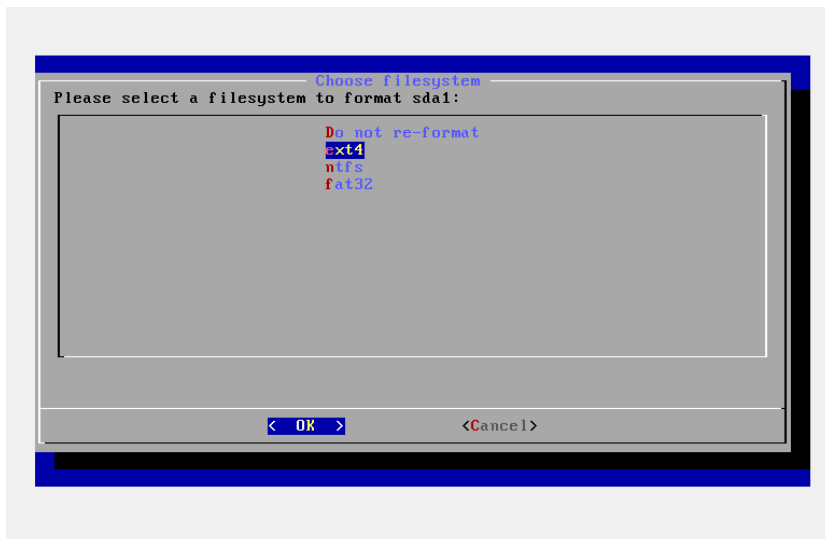 Choose filesystem
Please select a filesystem to format sda1:
Do not re-format
ext4
ntfs
fat32
< OK > <Cancel>